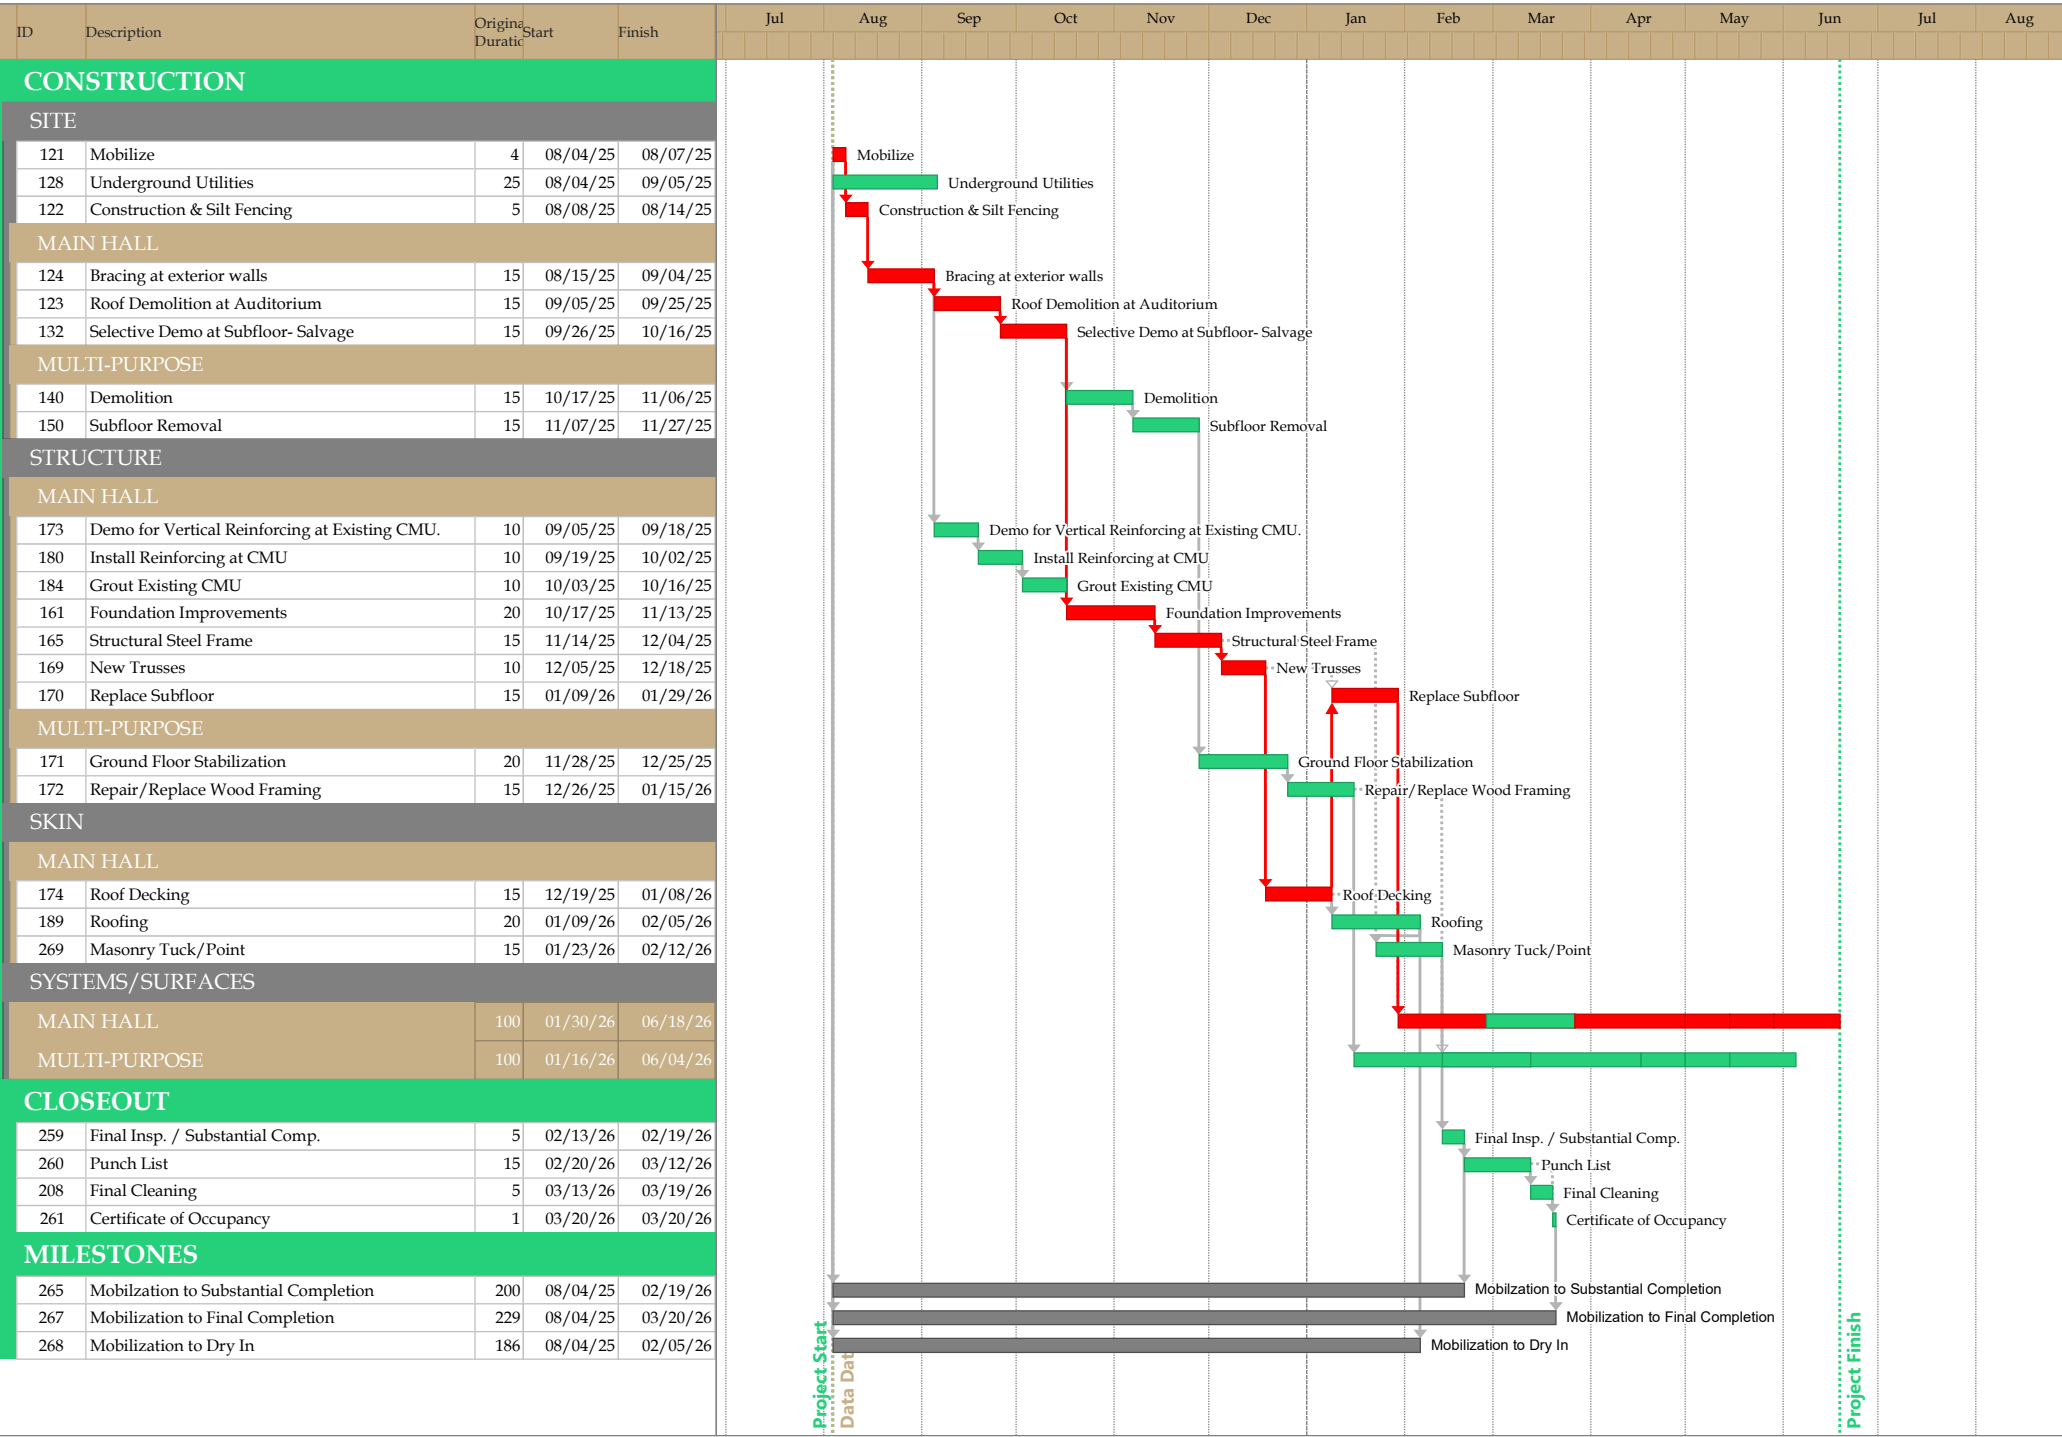 ID Description Origina Duratio Start Finish Jul Aug Sep Oct Nov Dec Jan Feb Mar Apr May Jun Jul Aug
CONSTRUCTION
SITE
121 Mobilize 4 08/04/25 08/07/25 Mobilize
128 Underground Utilities 25 08/04/25 09/05/25 Underground Utilities
122 Construction & Silt Fencing 5 08/08/25 08/14/25 Construction & Silt Fencing
MAIN HALL
124 Bracing at exterior walls 15 08/15/25 09/04/25 Bracing at exterior walls
123 Roof Demolition at Auditorium 15 09/05/25 09/25/25 Roof Demolition at Auditorium
132 Selective Demo at Subfloor- Salvage 15 09/26/25 10/16/25 Selective Demo at Subfloor- Salvage
MULTI-PURPOSE
140 Demolition 15 10/17/25 11/06/25 Demolition
150 Subfloor Removal 15 11/07/25 11/27/25 Subfloor Removal
STRUCTURE
MAIN HALL
173 Demo for Vertical Reinforcing at Existing CMU. 10 09/05/25 09/18/25 Demo for Vertical Reinforcing at Existing CMU.
180 Install Reinforcing at CMU 10 09/19/25 10/02/25 Install Reinforcing at CMU
184 Grout Existing CMU 10 10/03/25 10/16/25 Grout Existing CMU
161 Foundation Improvements 20 10/17/25 11/13/25 Foundation Improvements
165 Structural Steel Frame 15 11/14/25 12/04/25 Structural Steel Frame
169 New Trusses 10 12/05/25 12/18/25 New Trusses
170 Replace Subfloor 15 01/09/26 01/29/26 Replace Subfloor
MULTI-PURPOSE
171 Ground Floor Stabilization 20 11/28/25 12/25/25 Ground Floor Stabilization
172 Repair/Replace Wood Framing 15 12/26/25 01/15/26 Repair/Replace Wood Framing
SKIN
MAIN HALL
174 Roof Decking 15 12/19/25 01/08/26 Roof Decking
189 Roofing 20 01/09/26 02/05/26 Roofing
269 Masonry Tuck/Point 15 01/23/26 02/12/26 Masonry Tuck/Point
SYSTEMS/SURFACES
MAIN HALL 100 01/30/26 06/18/26
MULTI-PURPOSE 100 01/16/26 06/04/26
CLOSEOUT
259 Final Insp. / Substantial Comp. 5 02/13/26 02/19/26 Final Insp. / Substantial Comp.
260 Punch List 15 02/20/26 03/12/26 Punch List
208 Final Cleaning 5 03/13/26 03/19/26 Final Cleaning
261 Certificate of Occupancy 1 03/20/26 03/20/26 Certificate of Occupancy
MILESTONES
265 Mobilzation to Substantial Completion 200 08/04/25 02/19/26 Mobilzation to Substantial Completion
267 Mobilization to Final Completion 229 08/04/25 03/20/26 Mobilization to Final Completion
268 Mobilization to Dry In 186 08/04/25 02/05/26 Mobilization to Dry In
Project Start
Data Dat
Project Finish